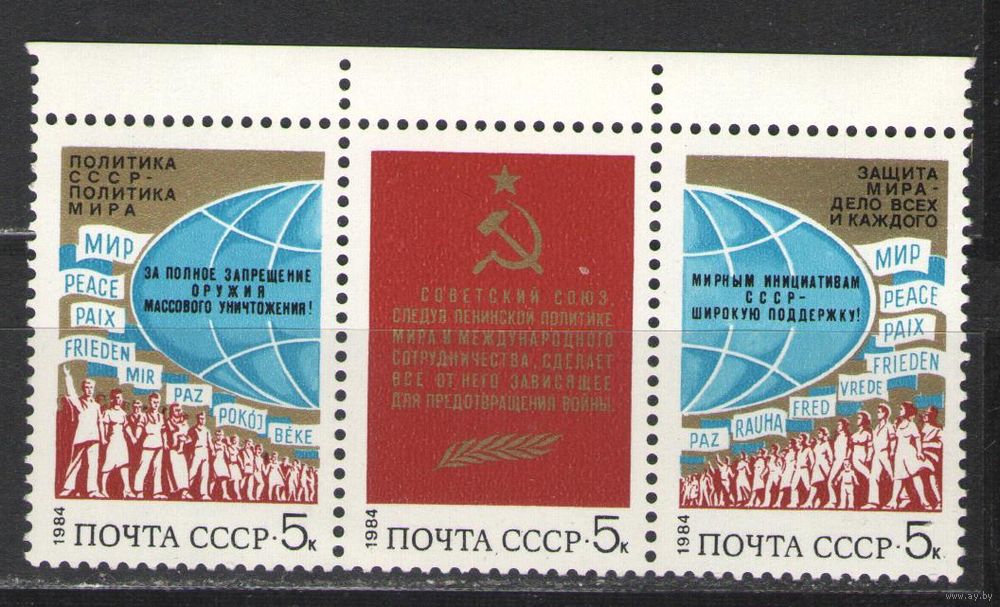 ПОЛИТИКА
СССР-
ПОЛИТИКА
МИРА
МИР
PEACE
PAIX
FRIEDEN
MIR
PAZ
POKÓJ
BÉKE
ЗА ПОЛНОЕ ЗАПРЕЩЕНИЕ
ОРУЖИЯ
МАССОВОГО УНИЧТОЖЕНИЯ!
1984
ПОЧТА СССР·5к
СОВЕТСКИЙ СОЮЗ,
СЛЕДУЯ ЛЕНИНСКОЙ ПОЛИТИКЕ
МИРА И МЕЖДУНАРОДНОГО
СОТРУДНИЧЕСТВА, СДЕЛАЕТ
ВСЕ ОТ НЕГО ЗАВИСЯЩЕЕ
ДЛЯ ПРЕДОТВРАЩЕНИЯ ВОЙНЫ.
1984
ПОЧТА СССР·5к
ЗАЩИТА
МИРА-
ДЕЛО ВСЕХ
И КАЖДОГО
МИРНЫМ ИНИЦИАТИВАМ
СССР-
ШИРОКУЮ ПОДДЕРЖКУ!
МИР
PEACE
PAIX
FRIEDEN
VREDE
FRED
RAUHA
PAZ
1984
ПОЧТА СССР·5к
www.ay.by